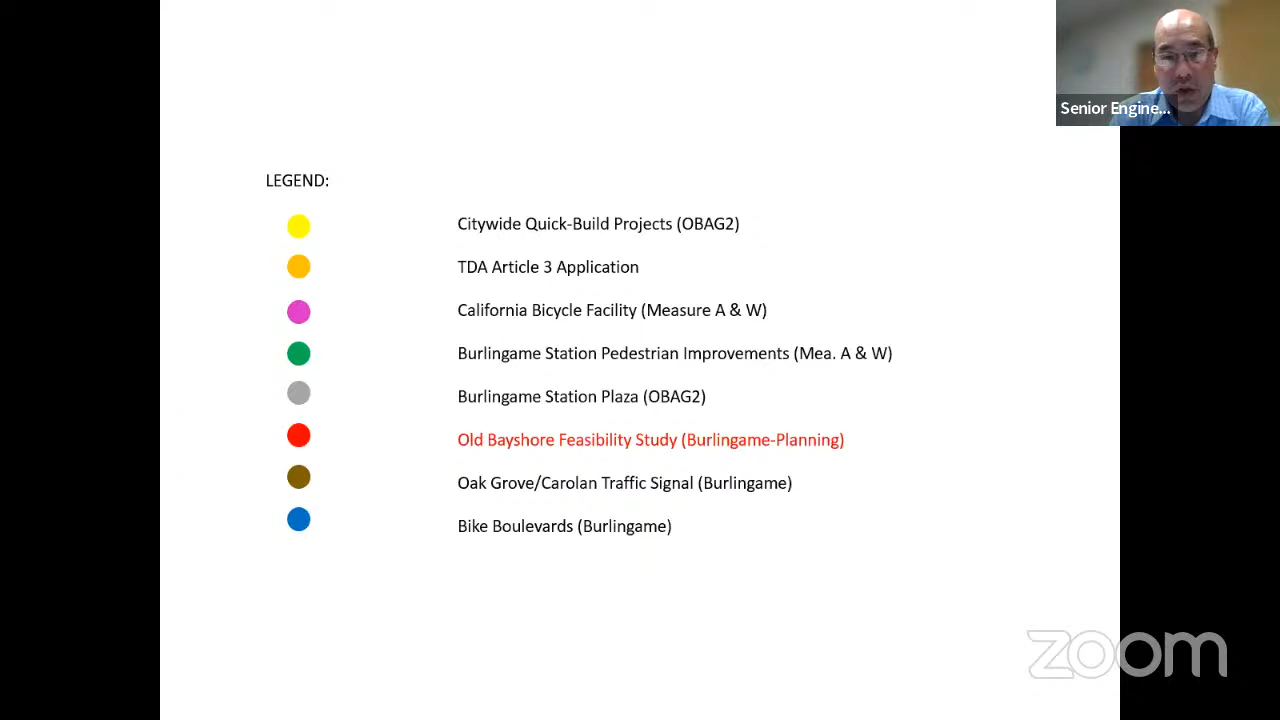 Senior Engine...
LEGEND:
Citywide Quick-Build Projects (OBAG2)
TDA Article 3 Application
California Bicycle Facility (Measure A & W)
Burlingame Station Pedestrian Improvements (Mea. A & W)
Burlingame Station Plaza (OBAG2)
Old Bayshore Feasibility Study (Burlingame-Planning)
Oak Grove/Carolan Traffic Signal (Burlingame)
Bike Boulevards (Burlingame)
zoom